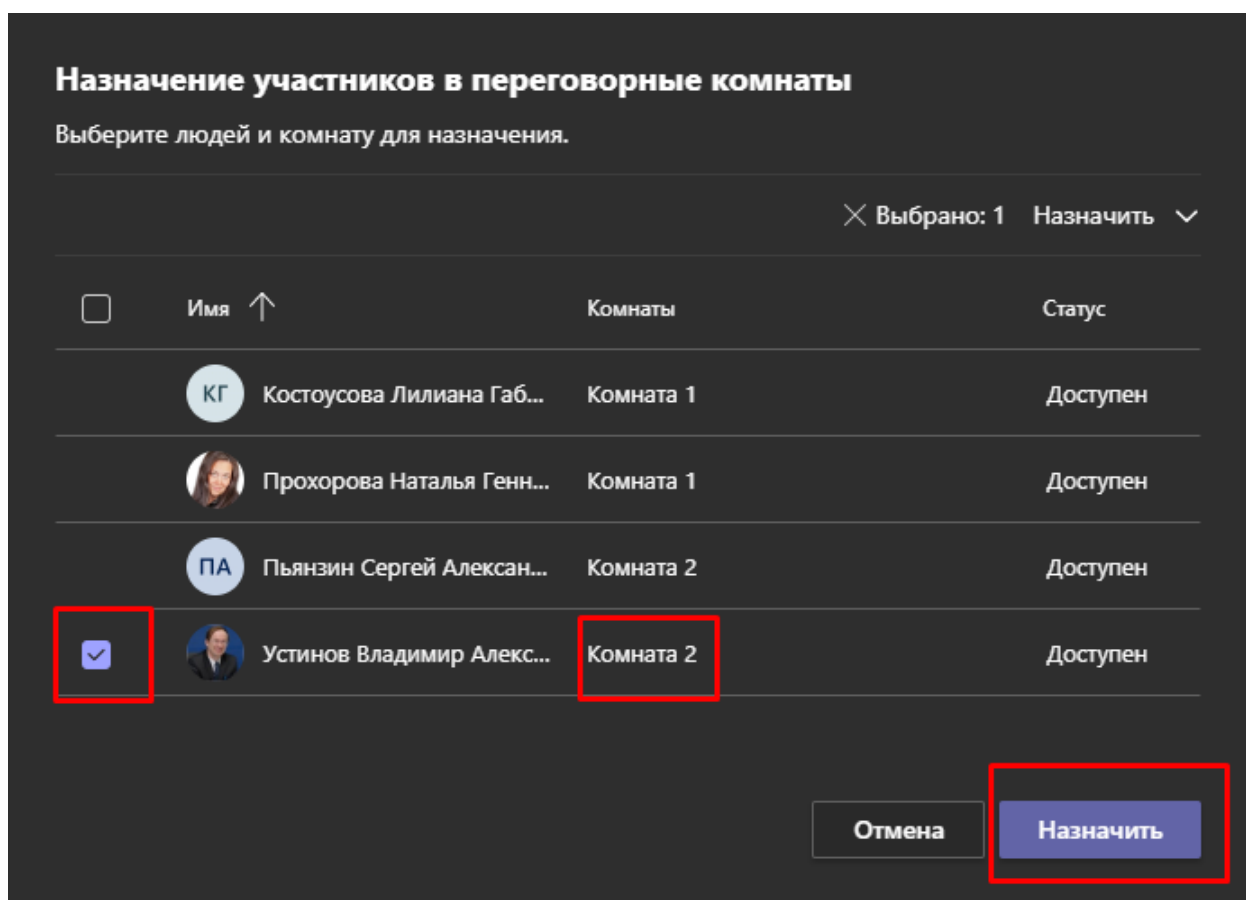 Назначение участников в переговорные комнаты
Выберите людей и комнату для назначения.
Выбрано: 1 Назначить
Имя Комнаты Статус
КГ Костоусова Лилиана Габ... Комната 1 Доступен
Прохорова Наталья Генн... Комната 1 Доступен
ПА Пьянзин Сергей Алексан... Комната 2 Доступен
Устинов Владимир Алекс... Комната 2 Доступен
Отмена Назначить